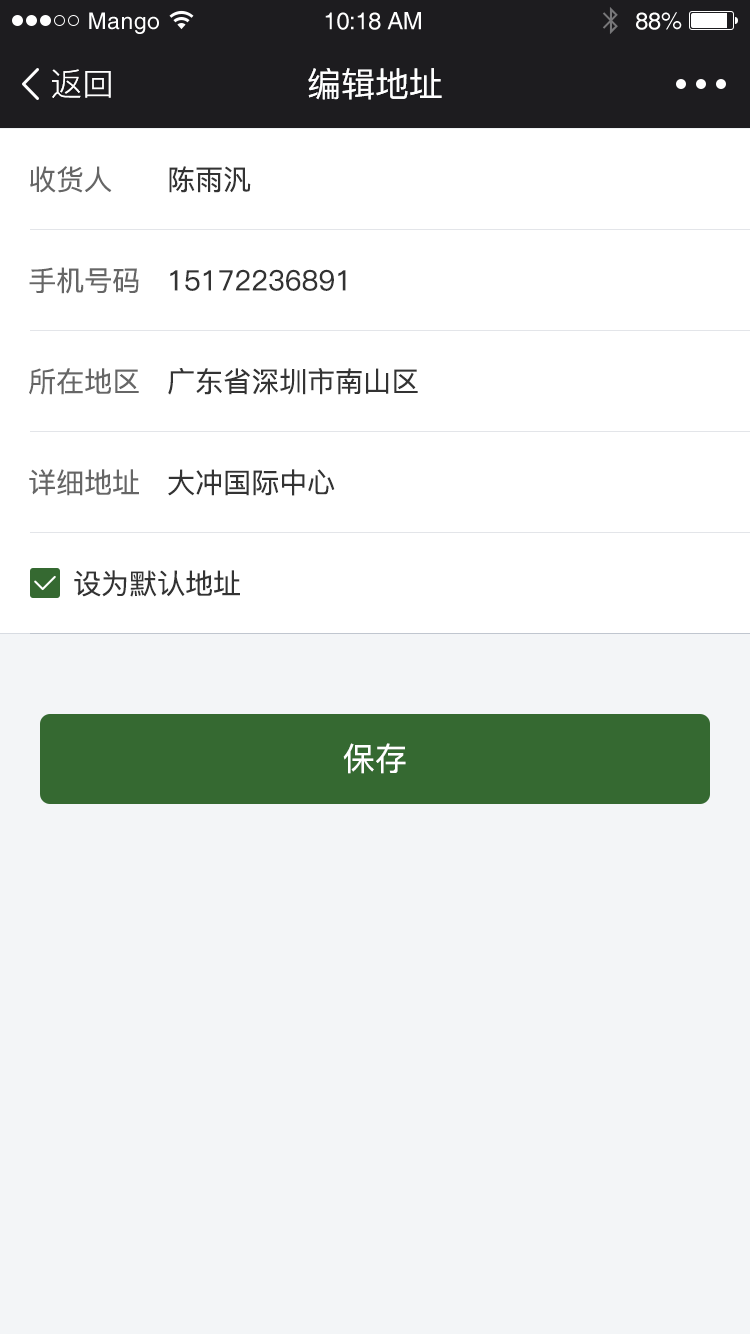 Mango 10:18 AM 88%
返回 编辑地址
收货人 陈雨汎
手机号码 15172236891
所在地区 广东省深圳市南山区
详细地址 大冲国际中心
设为默认地址
保存